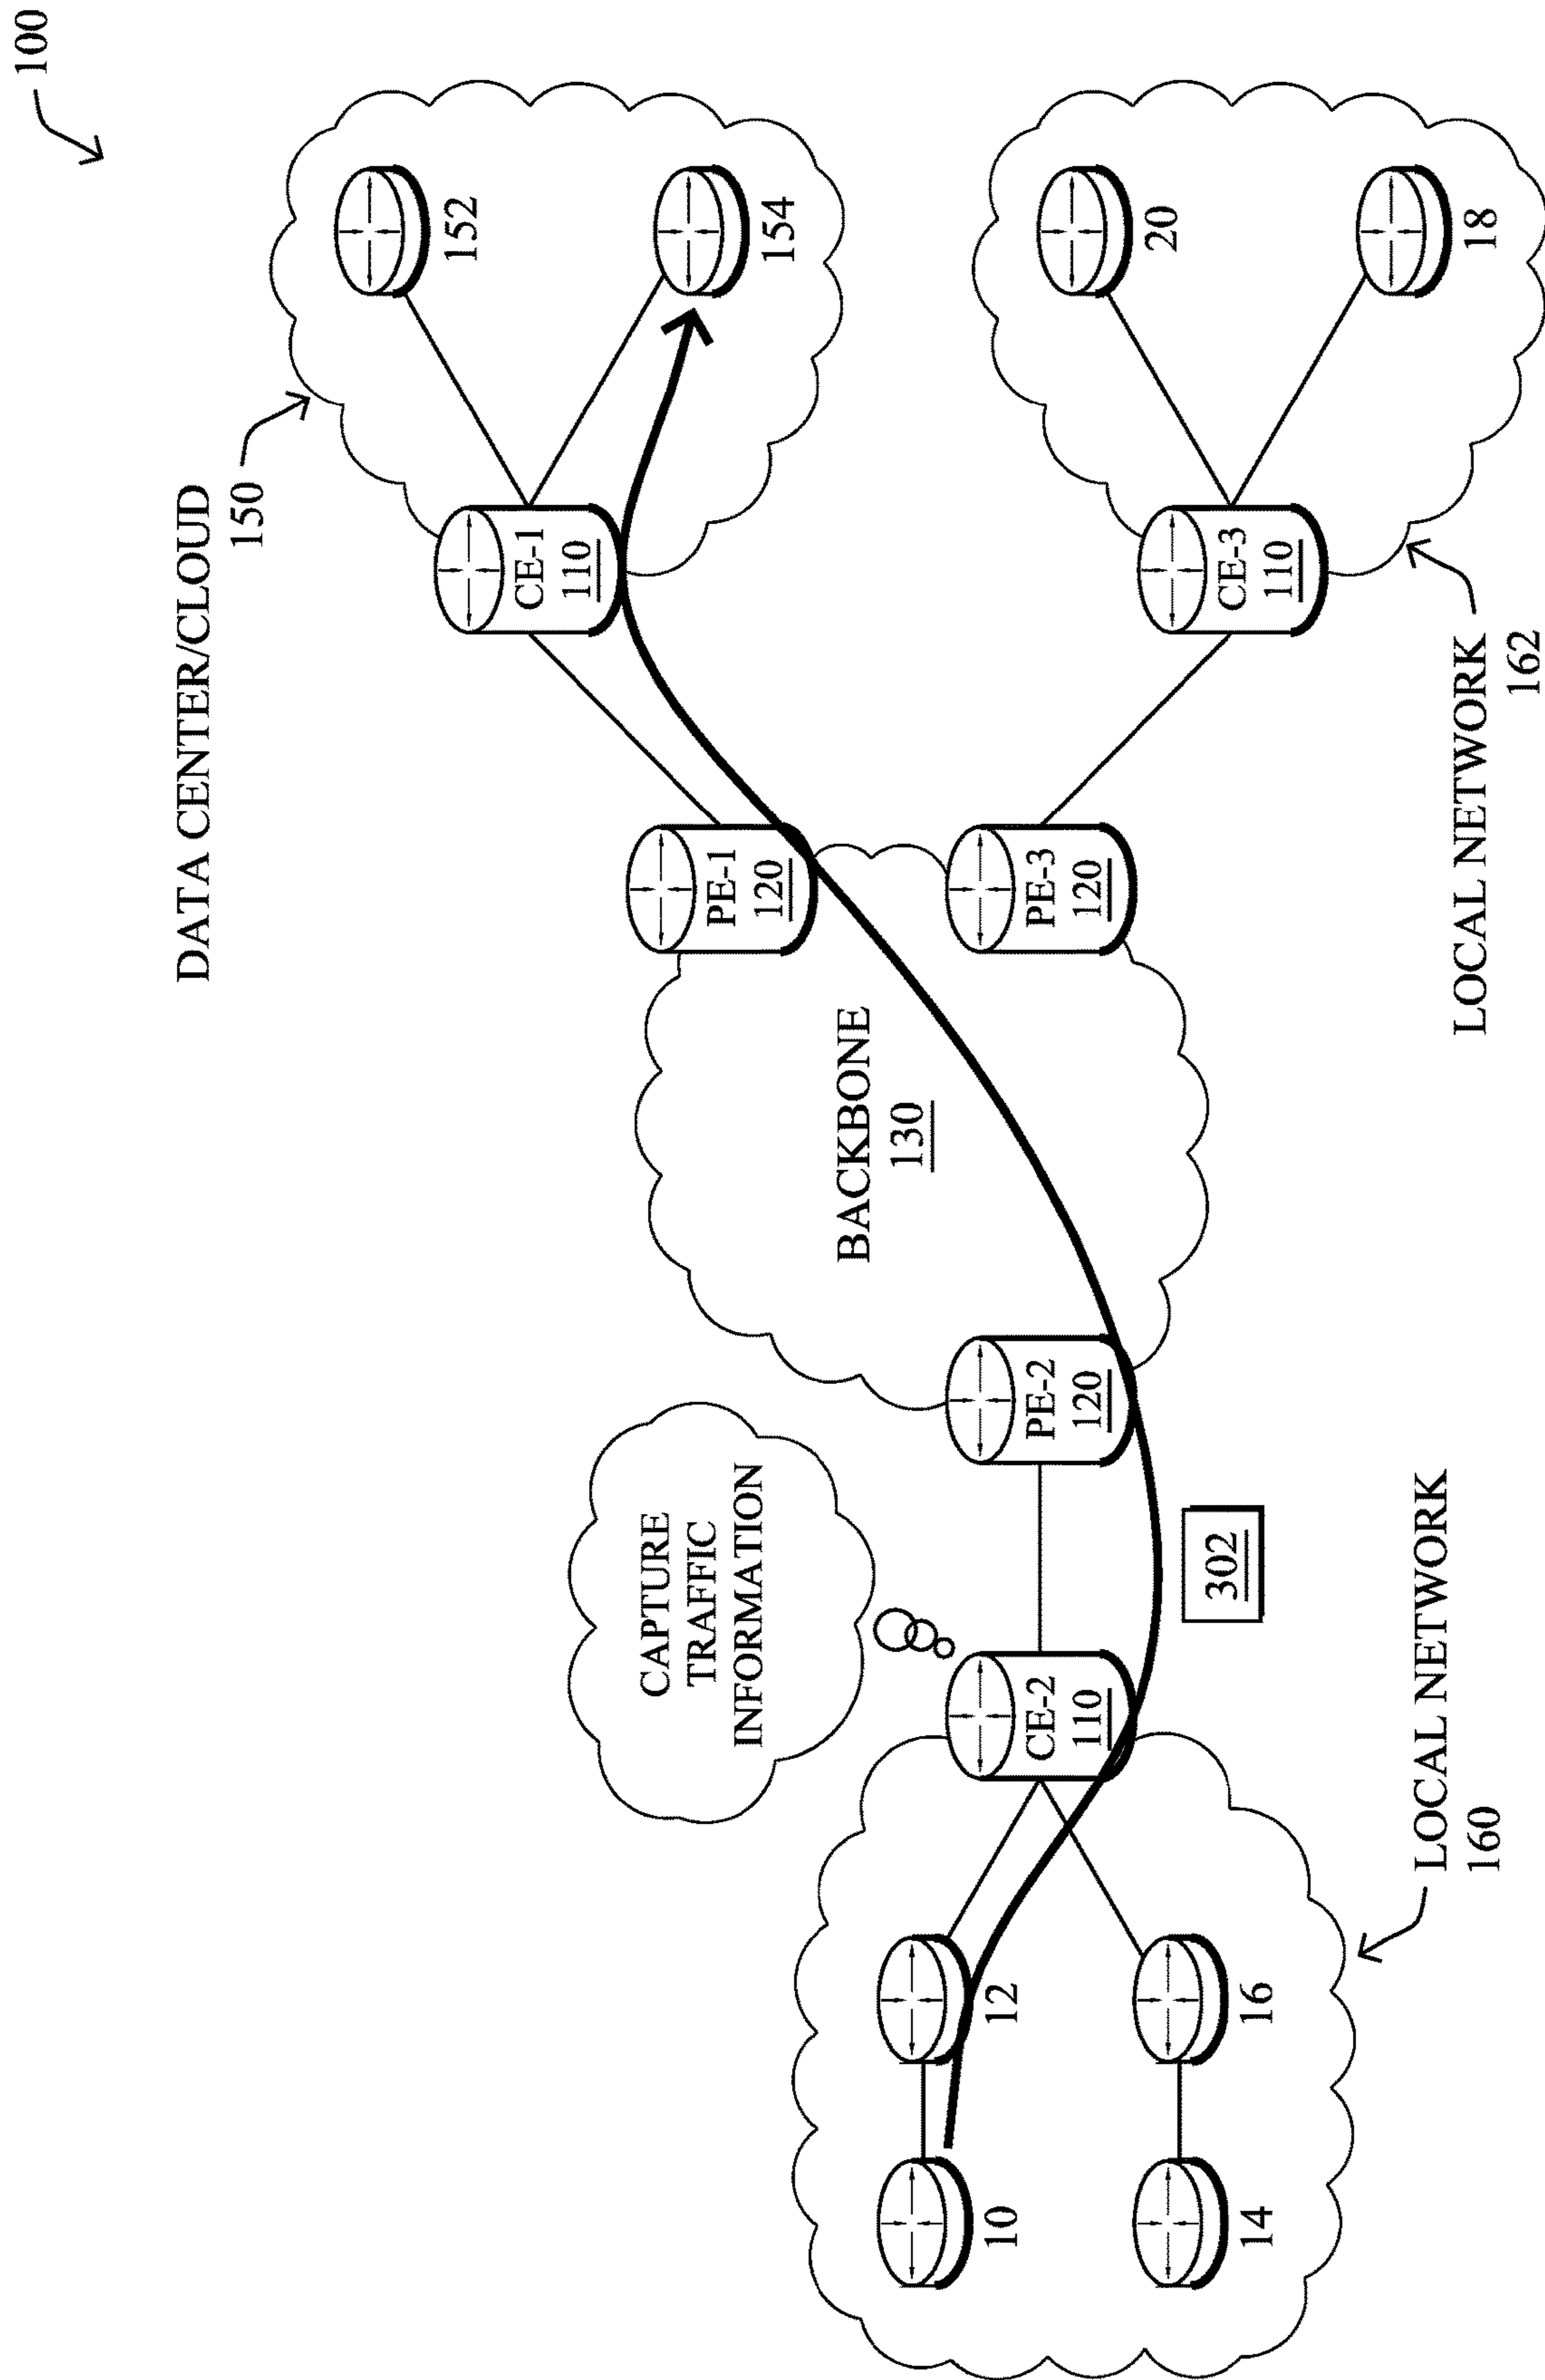 100
DATA CENTER/CLOUD
150
152
154
CE-1
110
PE-1
120
BACKBONE
130
CAPTURE
TRAFFIC
INFORMATION
PE-2
120
PE-3
120
CE-3
110
20
18
LOCAL NETWORK
162
CE-2
110
302
10
12
14
16
LOCAL NETWORK
160